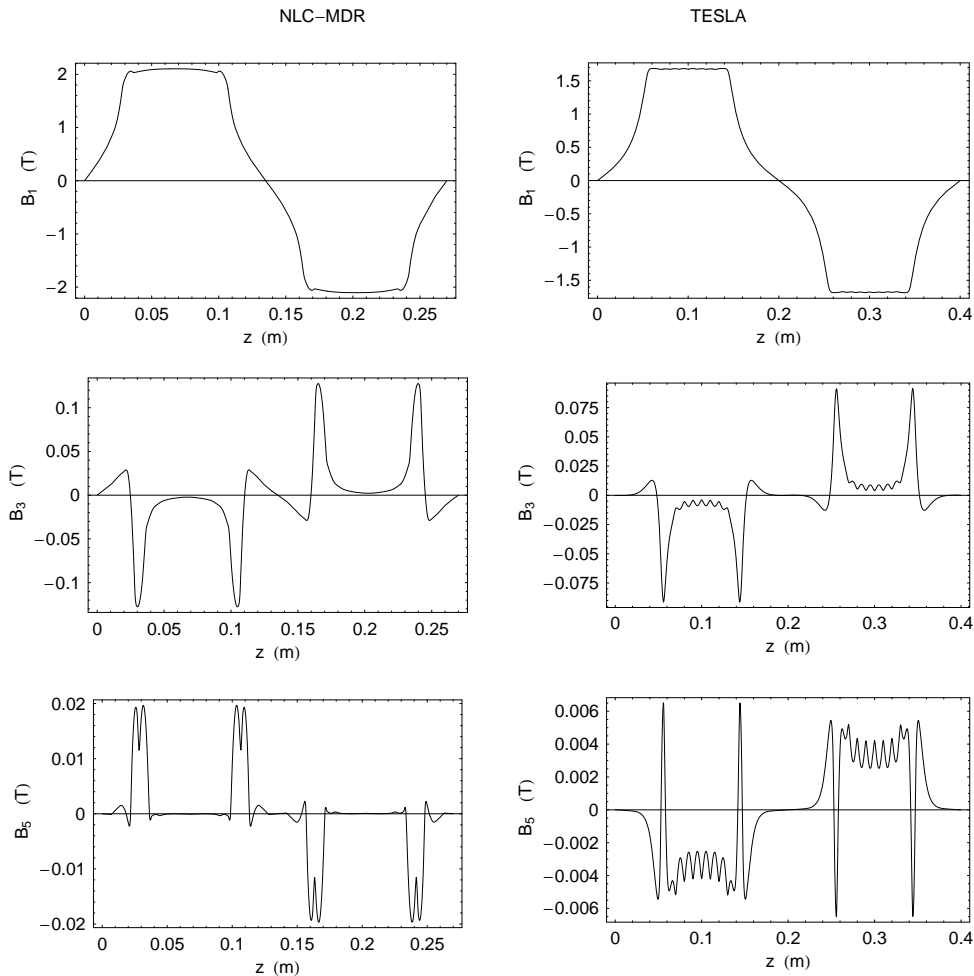 NLC−MDR TESLA
2
1
0
−1
−2
B1 (T)
0 0.05 0.1 0.15 0.2 0.25
z (m)
1.5
1
0.5
0
−0.5
−1
−1.5
B1 (T)
0 0.1 0.2 0.3 0.4
z (m)
0.1
0.05
0
−0.05
−0.1
B3 (T)
0 0.05 0.1 0.15 0.2 0.25
z (m)
0.075
0.05
0.025
0
−0.025
−0.05
−0.075
B3 (T)
0 0.1 0.2 0.3 0.4
z (m)
0.02
0.01
0
−0.01
−0.02
B5 (T)
0 0.05 0.1 0.15 0.2 0.25
z (m)
0.006
0.004
0.002
0
−0.002
−0.004
−0.006
B5 (T)
0 0.1 0.2 0.3 0.4
z (m)